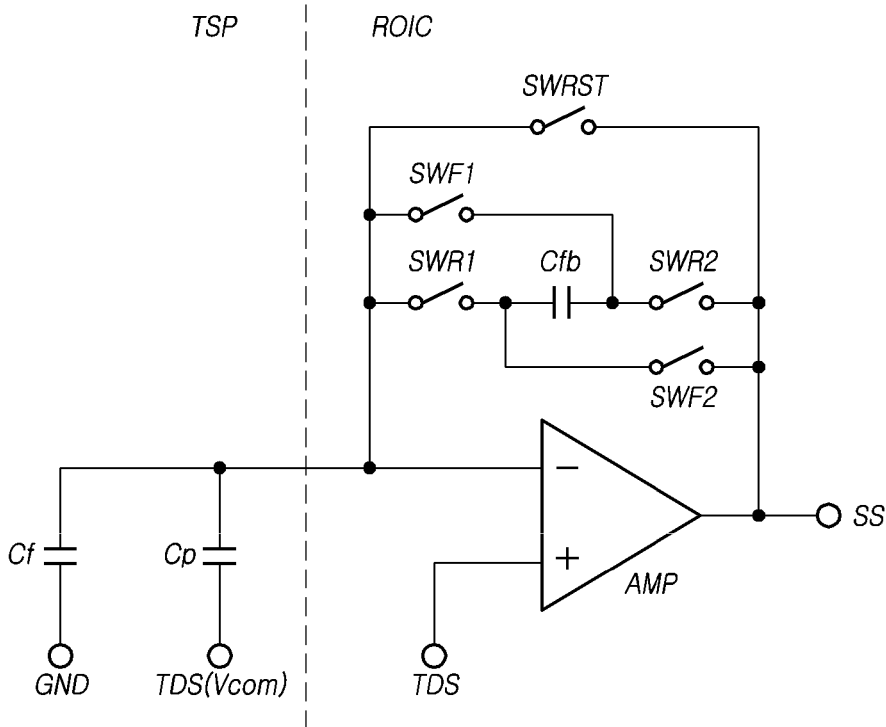 TSP
ROIC
SWRST
SWF1
SWR1
Cfb
SWR2
SWF2
−
+
AMP
SS
Cf
Cp
GND
TDS(Vcom)
TDS